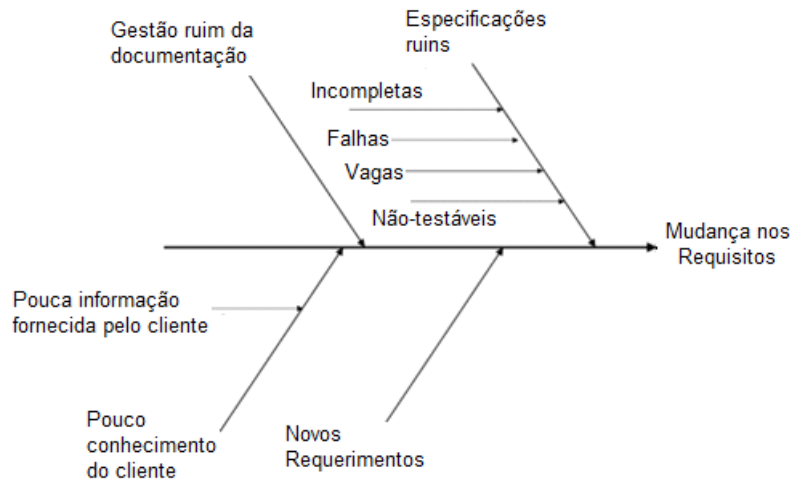 Gestão ruim da
documentação
Especificações
ruins
Incompletas
Falhas
Vagas
Não-testáveis
Mudança nos
Requisitos
Pouca informação
fornecida pelo cliente
Pouco
conhecimento
do cliente
Novos
Requerimentos